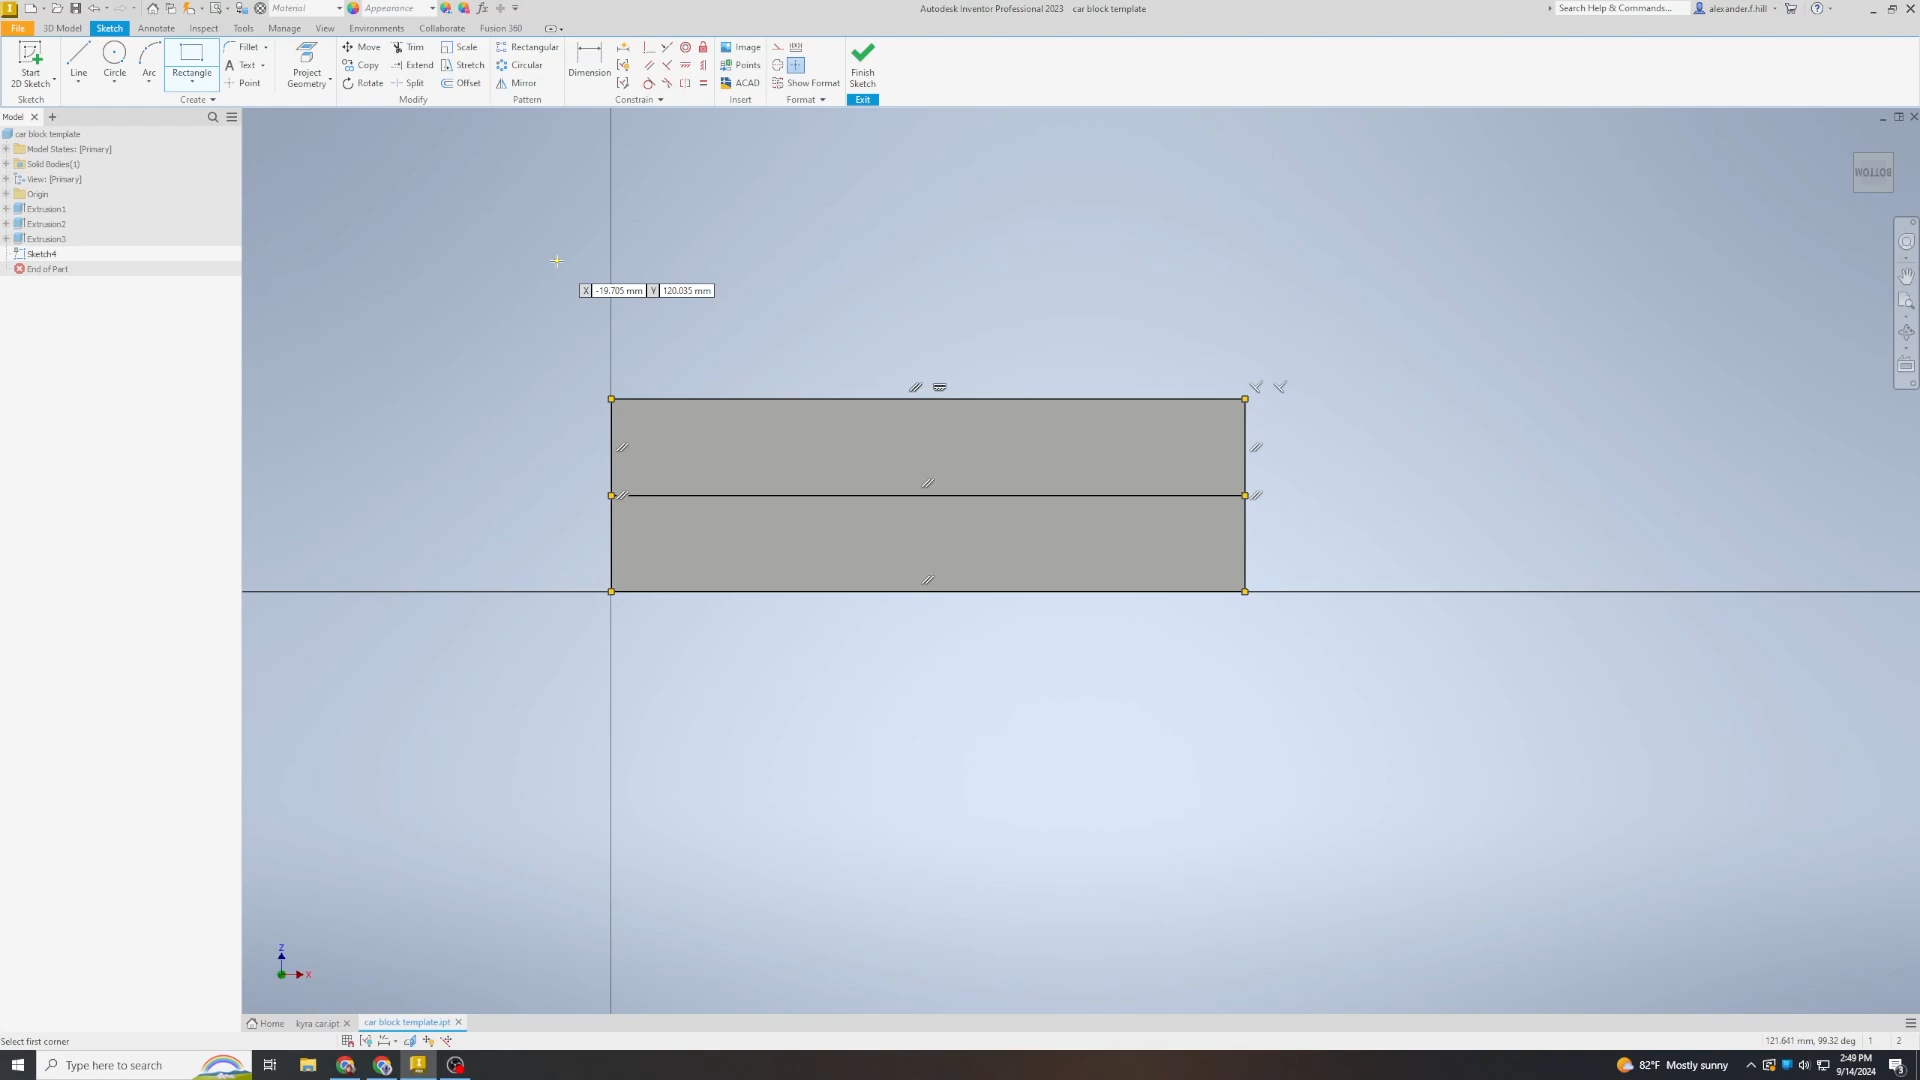 Material Appearance Autodesk Inventor Professional 2023 car block template Search Help & Commands... alexander.f.hill
File 3D Model Sketch Annotate Inspect Tools Manage View Environments Collaborate Fusion 360
Start 2D Sketch Line Circle Arc Rectangle Fillet Text Point Project Geometry
Move Trim Scale Rectangular
Copy Extend Stretch Circular
Rotate Split Offset Mirror
Dimension Image Points ACAD Show Format Finish Sketch
Sketch Create Modify Pattern Constrain Insert Format Exit
Model
car block template
Model States: [Primary]
Solid Bodies(1)
View: [Primary]
Origin
Extrusion1
Extrusion2
Extrusion3
Sketch4
End of Part
BOTTOM
X -19.705 mm Y 120.035 mm
Z
X
Home kyra car.ipt car block template.ipt
Select first corner 121.641 mm, 99.32 deg 1 2
Type here to search 82°F Mostly sunny 2:49 PM
9/14/2024 3